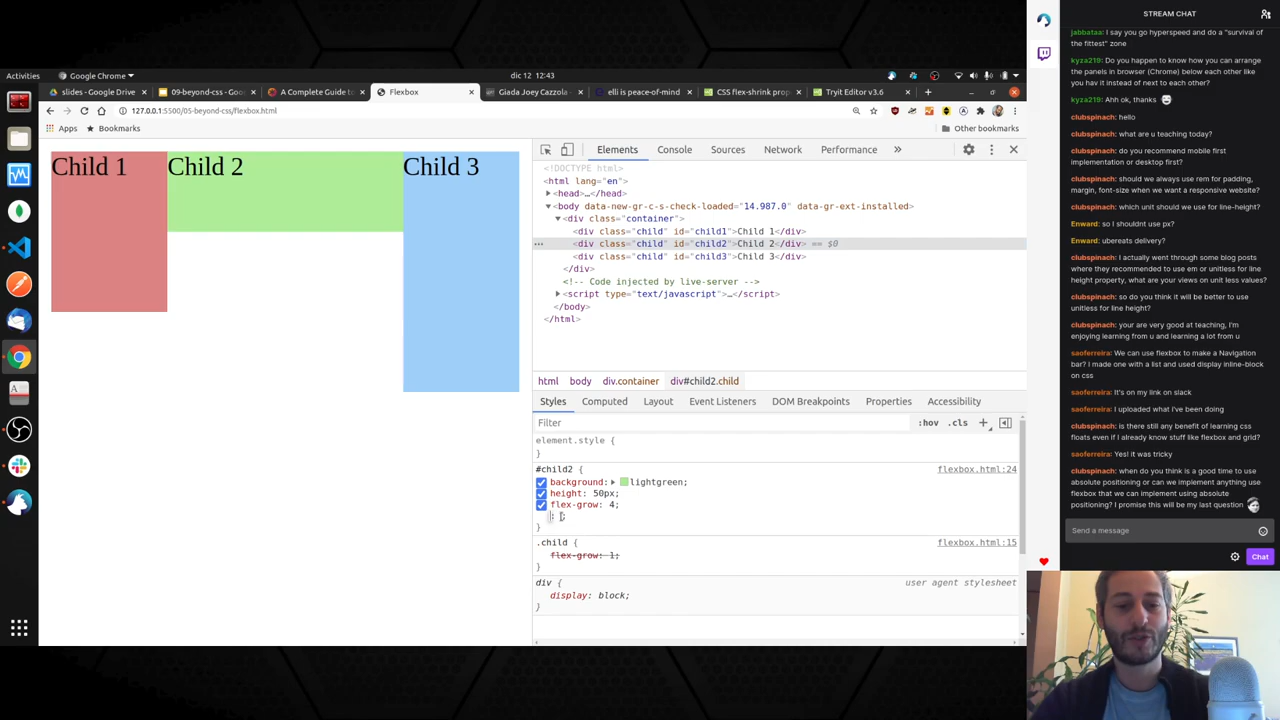 STREAM CHAT
jabbataa: I say you go hyperspeed and do a "survival of
the fittest" zone
kyza219: Do you happen to know how you can arrange
the panels in browser (Chrome) below each other
like you hav it instead of next to each other?
kyza219: Ahh ok, thanks
clubspinach: hello
clubspinach: what are u teaching today?
clubspinach: do you recommend mobile first
implementation or desktop first?
clubspinach: should we always use rem for padding,
margin, font-size when we want a responsive website?
clubspinach: which unit should we use for line-height?
Enward: so I shouldnt use px?
Enward: ubereats delivery?
clubspinach: I actually went through some blog posts
where they recommended to use em or unitless for line
height property, what are your views on unit less values?
clubspinach: so do you think it will be better to use
unitless for line height?
clubspinach: your are very good at teaching, I'm
enjoying learning from u and learning a lot from u
saoferreira: We can use flexbox to make a Navigation
bar? I made one with a list and used display inline-block
on css
saoferreira: It's on my link on slack
saoferreira: I uploaded what i've been doing
clubspinach: is there still any benefit of learning css
floats even if I already know stuff like flexbox and grid?
saoferreira: Yes! it was tricky
clubspinach: when do you think is a good time to use
absolute positioning or can we implement anything use
flexbox that we can implement using absolute
positioning? I promise this will be my last question
Send a message
Chat
Activities
Google Chrome
dic 12 12:43
slides - Google Drive
09-beyond-css
A Complete Guide to
Flexbox
Giada Joey Cazzola -
elli is peace-of-mind
CSS flex-shrink prop
Tryit Editor v3.6
127.0.0.1:5500/05-beyond-css/flexbox.html
Apps
Bookmarks
Other bookmarks
Child 1
Child 2
Child 3
Elements
Console
Sources
Network
Performance
<!DOCTYPE html>
<html lang="en">
<head>…</head>
<body data-new-gr-c-s-check-loaded="14.987.0" data-gr-ext-installed>
<div class="container">
<div class="child" id="child1">Child 1</div>
<div class="child" id="child2">Child 2</div> == $0
<div class="child" id="child3">Child 3</div>
</div>
<!-- Code injected by live-server -->
<script type="text/javascript">…</script>
</body>
</html>
html body div.container div#child2.child
Styles
Computed
Layout
Event Listeners
DOM Breakpoints
Properties
Accessibility
Filter
:hov .cls
element.style {
}
#child2 {
flexbox.html:24
background: lightgreen;
height: 50px;
flex-grow: 4;
: ;
}
.child {
flexbox.html:15
flex-grow: 1;
}
div {
user agent stylesheet
display: block;
}